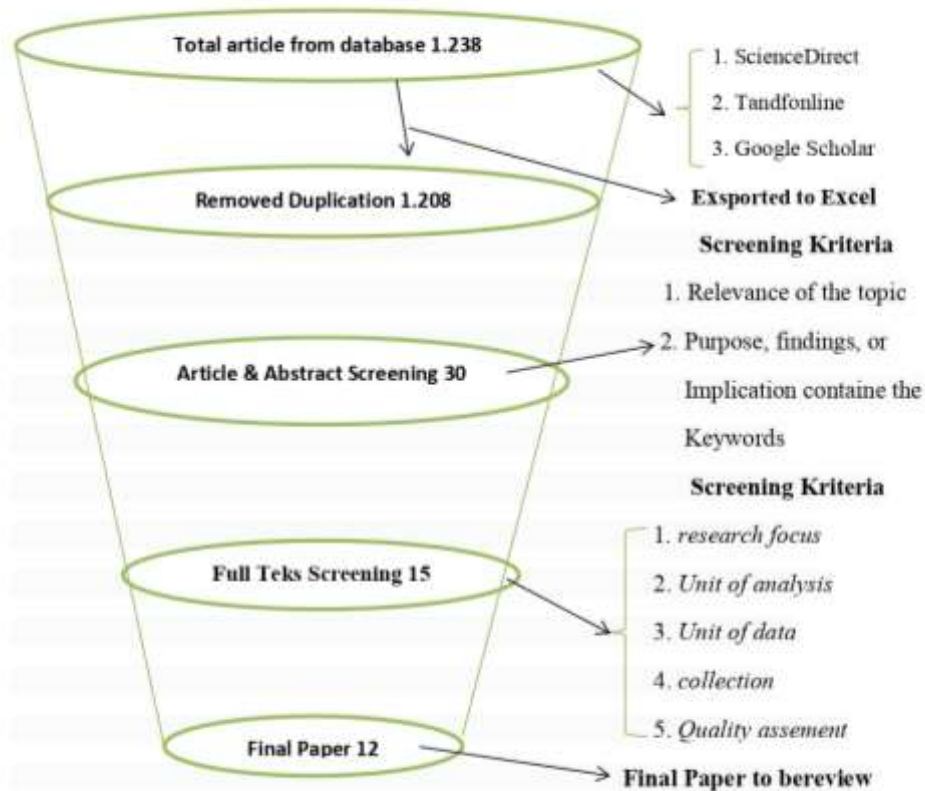 Total article from database 1.238
1. ScienceDirect
2. Tandfonline
3. Google Scholar
Removed Duplication 1.208
Exsported to Excel
Screening Kriteria
1. Relevance of the topic
Article & Abstract Screening 30
2. Purpose, findings, or
Implication containe the
Keywords
Screening Kriteria
Full Teks Screening 15
1. research focus
2. Unit of analysis
3. Unit of data
4. collection
5. Quality assement
Final Paper 12
Final Paper to bereview